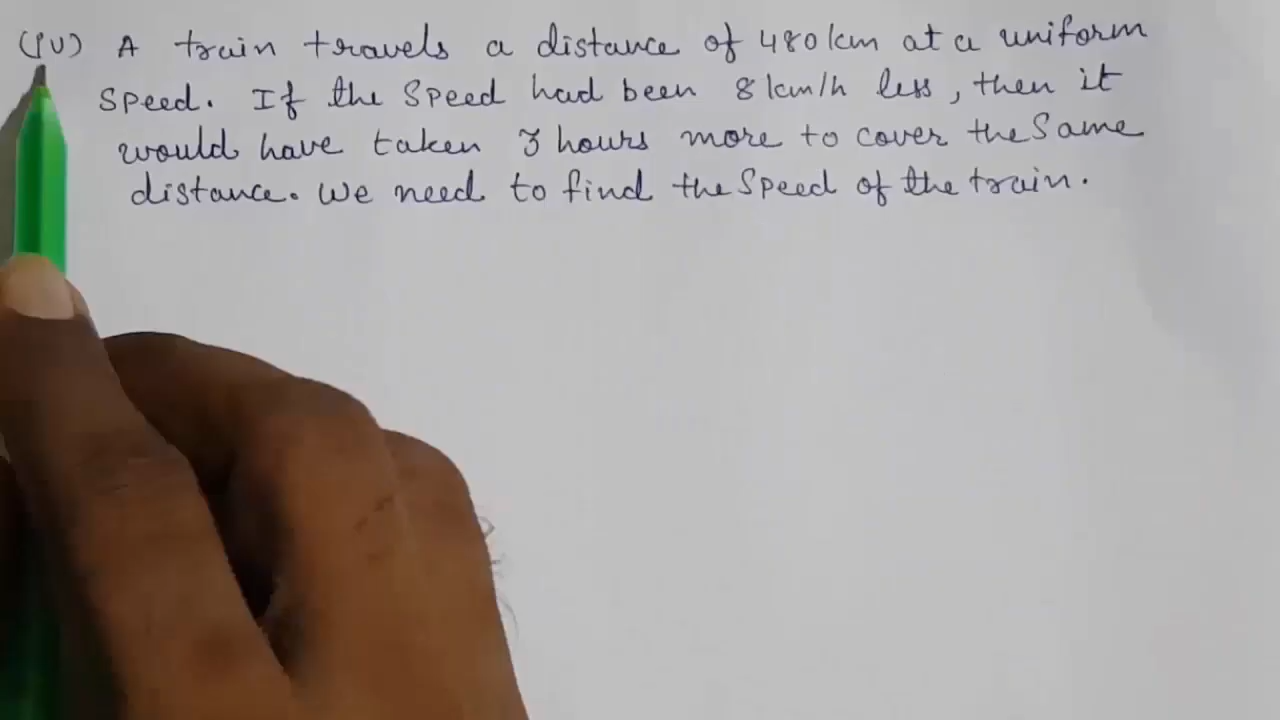 (iv) A train travels a distance of 480 km at a uniform
speed. If the speed had been 8 km/h less, then it
would have taken 3 hours more to cover the same
distance. We need to find the speed of the train.